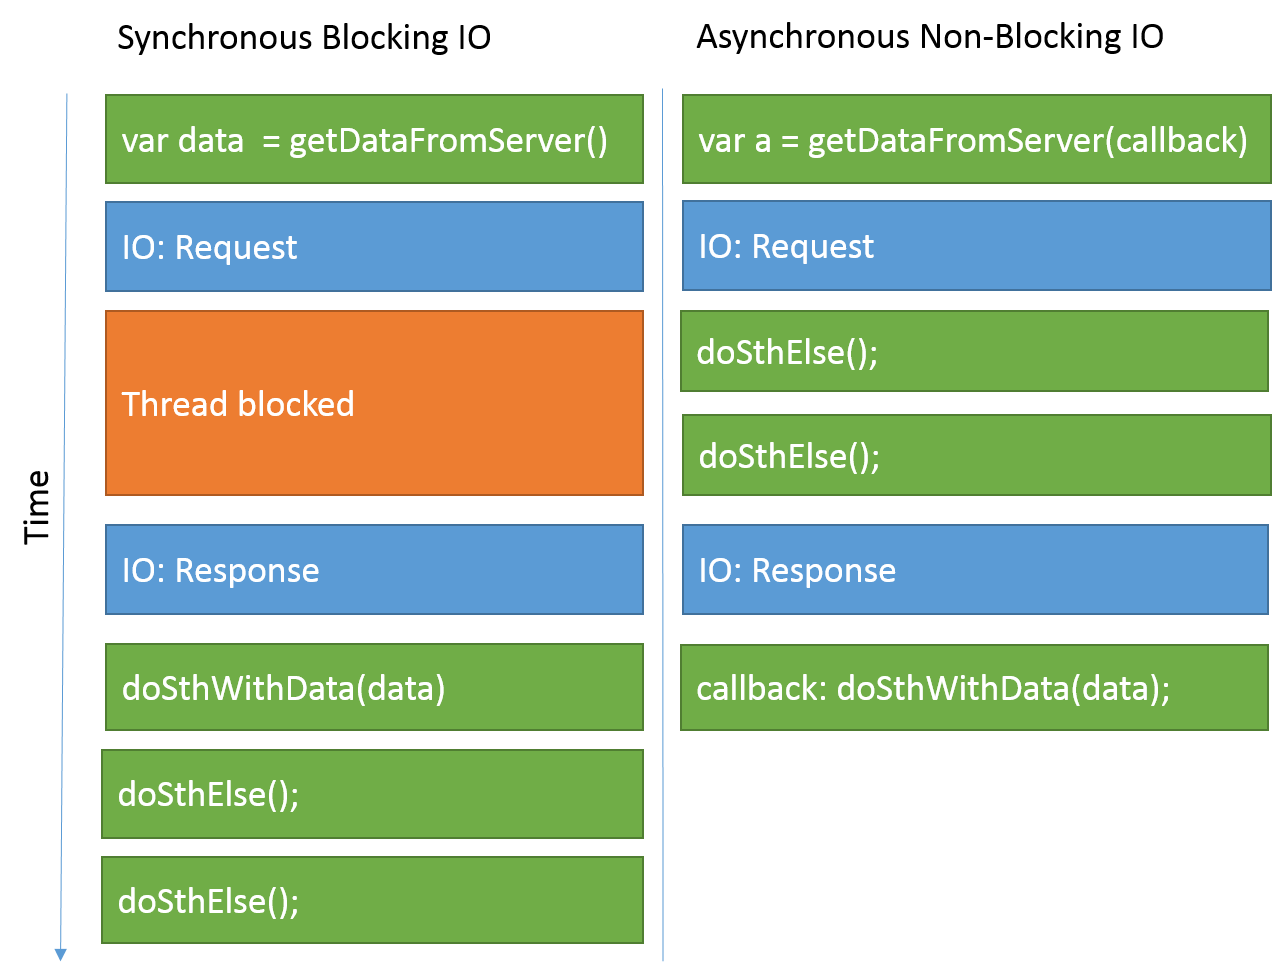 Synchronous Blocking IO
var data  = getDataFromServer()
IO: Request
Thread blocked
IO: Response
doSthWithData(data)
doSthElse();
doSthElse();
Asynchronous Non-Blocking IO
var a = getDataFromServer(callback)
IO: Request
doSthElse();
doSthElse();
IO: Response
callback: doSthWithData(data);
Time